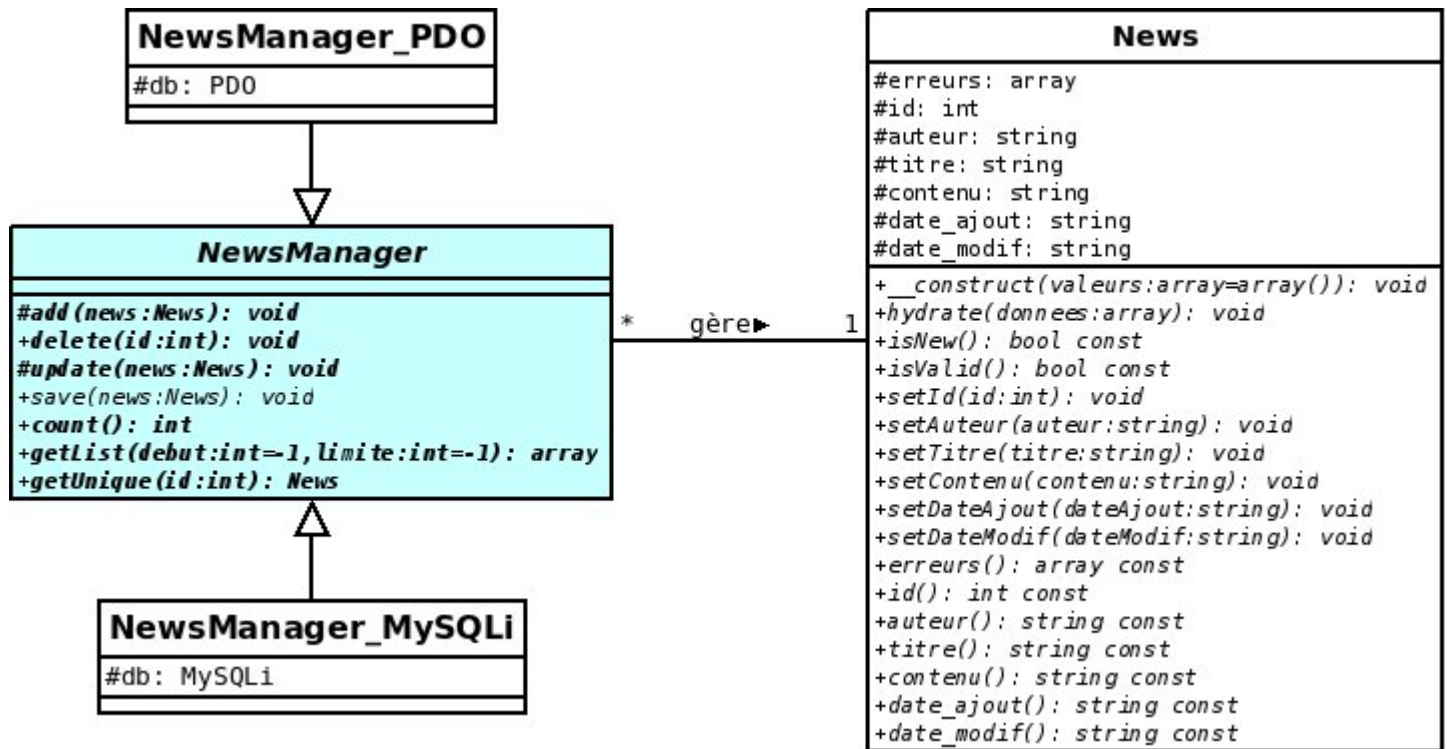 NewsManager_PDO
#db: PDO
NewsManager
#add(news:News): void
+delete(id:int): void
#update(news:News): void
+save(news:News): void
+count(): int
+getList(debut:int=-1,limite:int=-1): array
+getUnique(id:int): News
NewsManager_MySQLi
#db: MySQLi
* gère► 1
News
#erreurs: array
#id: int
#auteur: string
#titre: string
#contenu: string
#date_ajout: string
#date_modif: string
+__construct(valeurs:array=array()): void
+hydrate(donnees:array): void
+isNew(): bool const
+isValid(): bool const
+setId(id:int): void
+setAuteur(auteur:string): void
+setTitre(titre:string): void
+setContenu(contenu:string): void
+setDateAjout(dateAjout:string): void
+setDateModif(dateModif:string): void
+erreurs(): array const
+id(): int const
+auteur(): string const
+titre(): string const
+contenu(): string const
+date_ajout(): string const
+date_modif(): string const